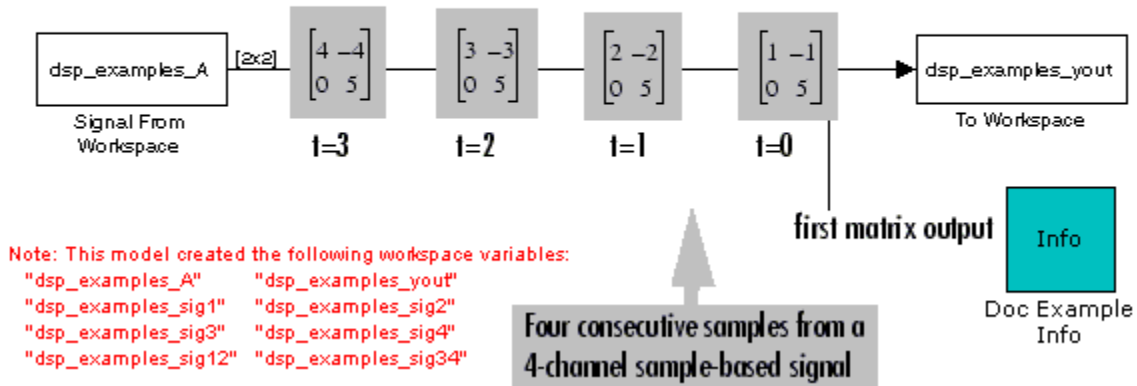 dsp_examples_A
[2x2]
4 -4
0 5
3 -3
0 5
2 -2
0 5
1 -1
0 5
dsp_examples_yout
Signal From
Workspace
t=3
t=2
t=1
t=0
To Workspace
first matrix output
Info
Doc Example
Info
Note: This model created the following workspace variables:
"dsp_examples_A" "dsp_examples_yout"
"dsp_examples_sig1" "dsp_examples_sig2"
"dsp_examples_sig3" "dsp_examples_sig4"
"dsp_examples_sig12" "dsp_examples_sig34"
Four consecutive samples from a
4-channel sample-based signal